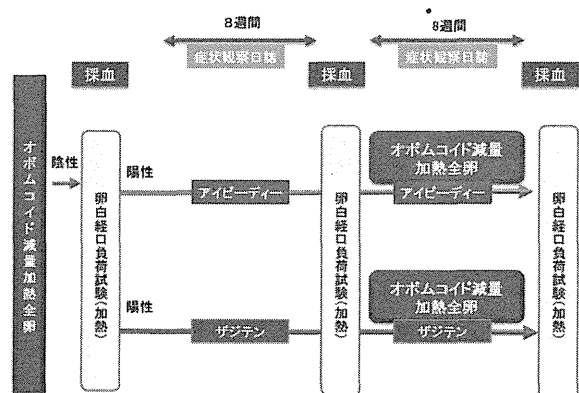 8週間
8週間
症状観察日誌
症状観察日誌
採血
採血
採血
オボムコイド減量加熱全卵
陰性
卵白経口負荷試験(加熱)
陽性
アイピーディー
卵白経口負荷試験(加熱)
オボムコイド減量
加熱全卵
アイピーディー
卵白経口負荷試験(加熱)
陽性
ザジテン
オボムコイド減量
加熱全卵
ザジテン